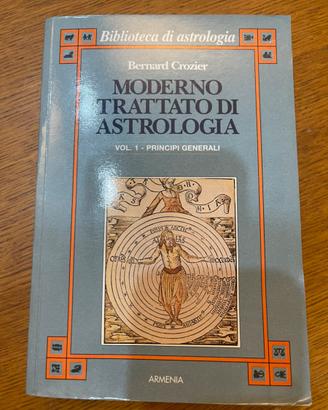 Biblioteca di astrologia
Bernard Crozier
MODERNO
TRATTATO DI
ASTROLOGIA
VOL. 1 - PRINCIPI GENERALI
ARMENIA